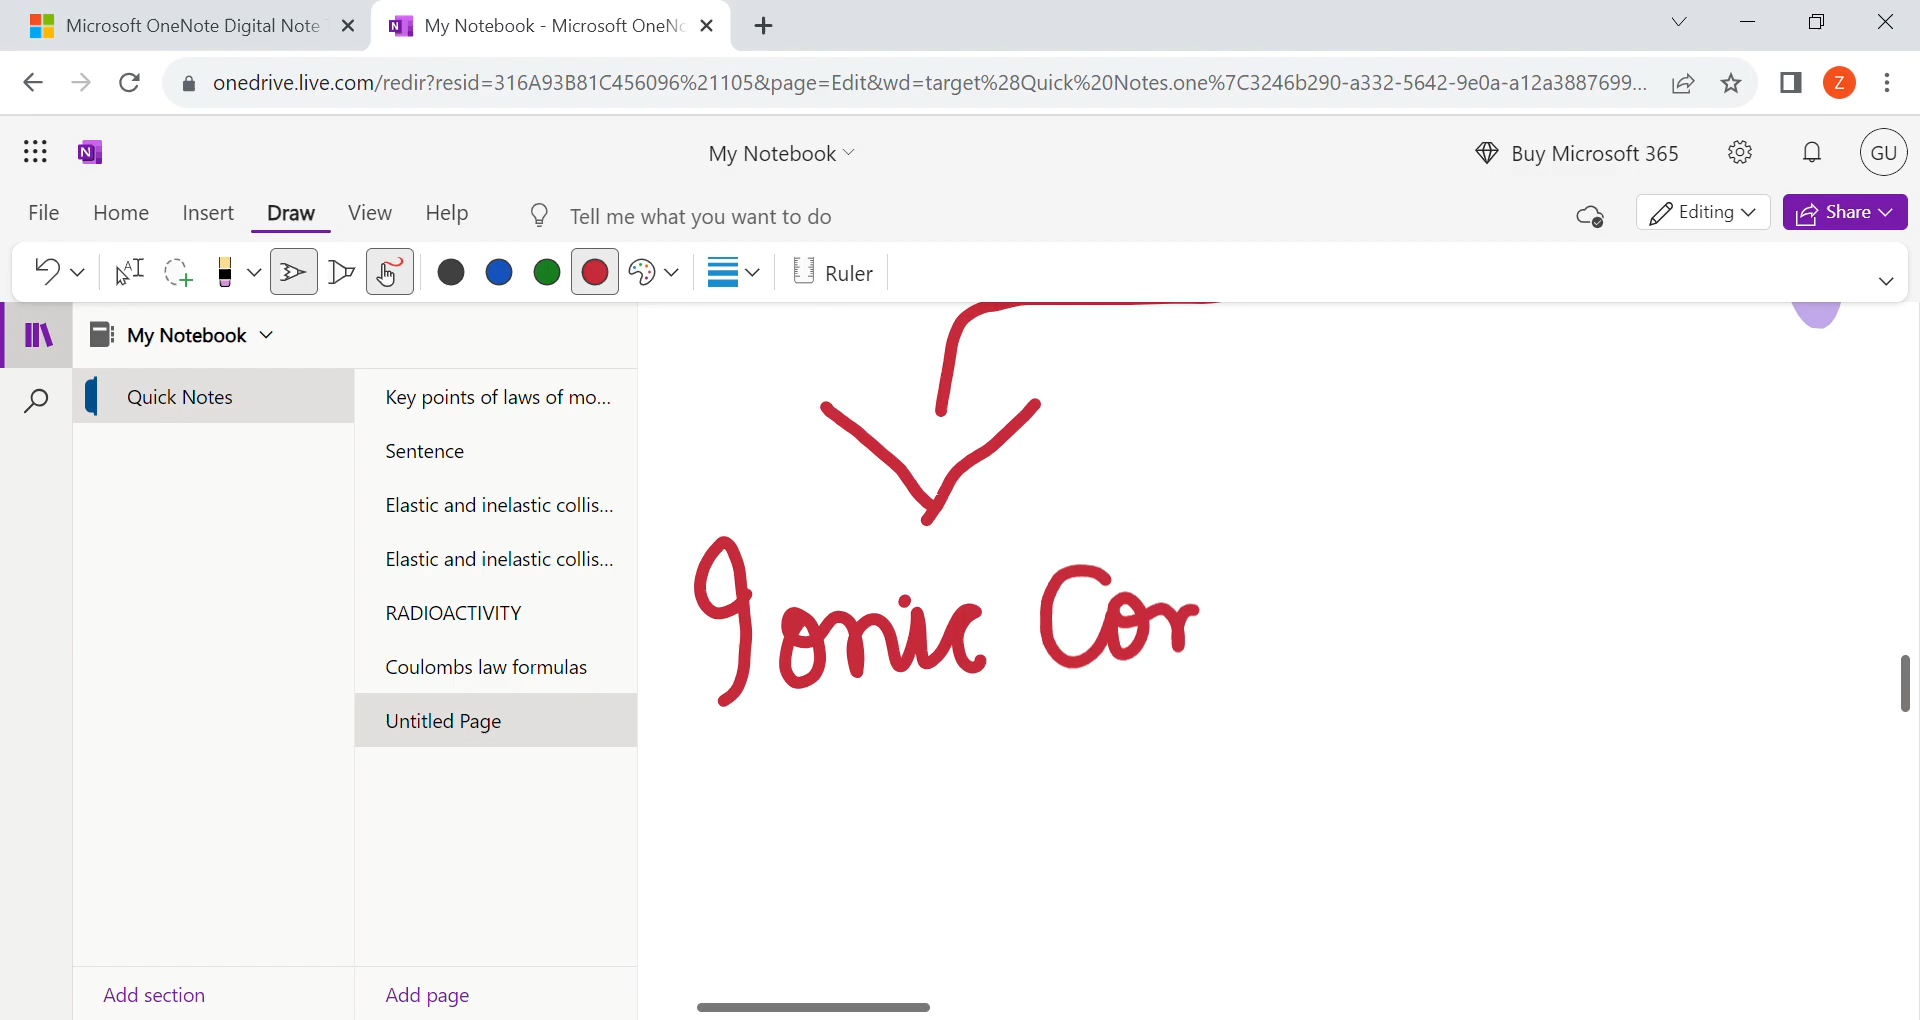 Microsoft OneNote Digital Note
My Notebook - Microsoft OneNo
onedrive.live.com/redir?resid=316A93B81C456096%21105&page=Edit&wd=target%28Quick%20Notes.one%7C3246b290-a332-5642-9e0a-a12a3887699...
Z
N
My Notebook
Buy Microsoft 365
GU
File Home Insert Draw View Help Tell me what you want to do
Editing
Share
Ruler
My Notebook
Quick Notes
Key points of laws of mo...
Sentence
Elastic and inelastic collis...
Elastic and inelastic collis...
RADIOACTIVITY
Coulombs law formulas
Untitled Page
Add section
Add page
Ionic Cor